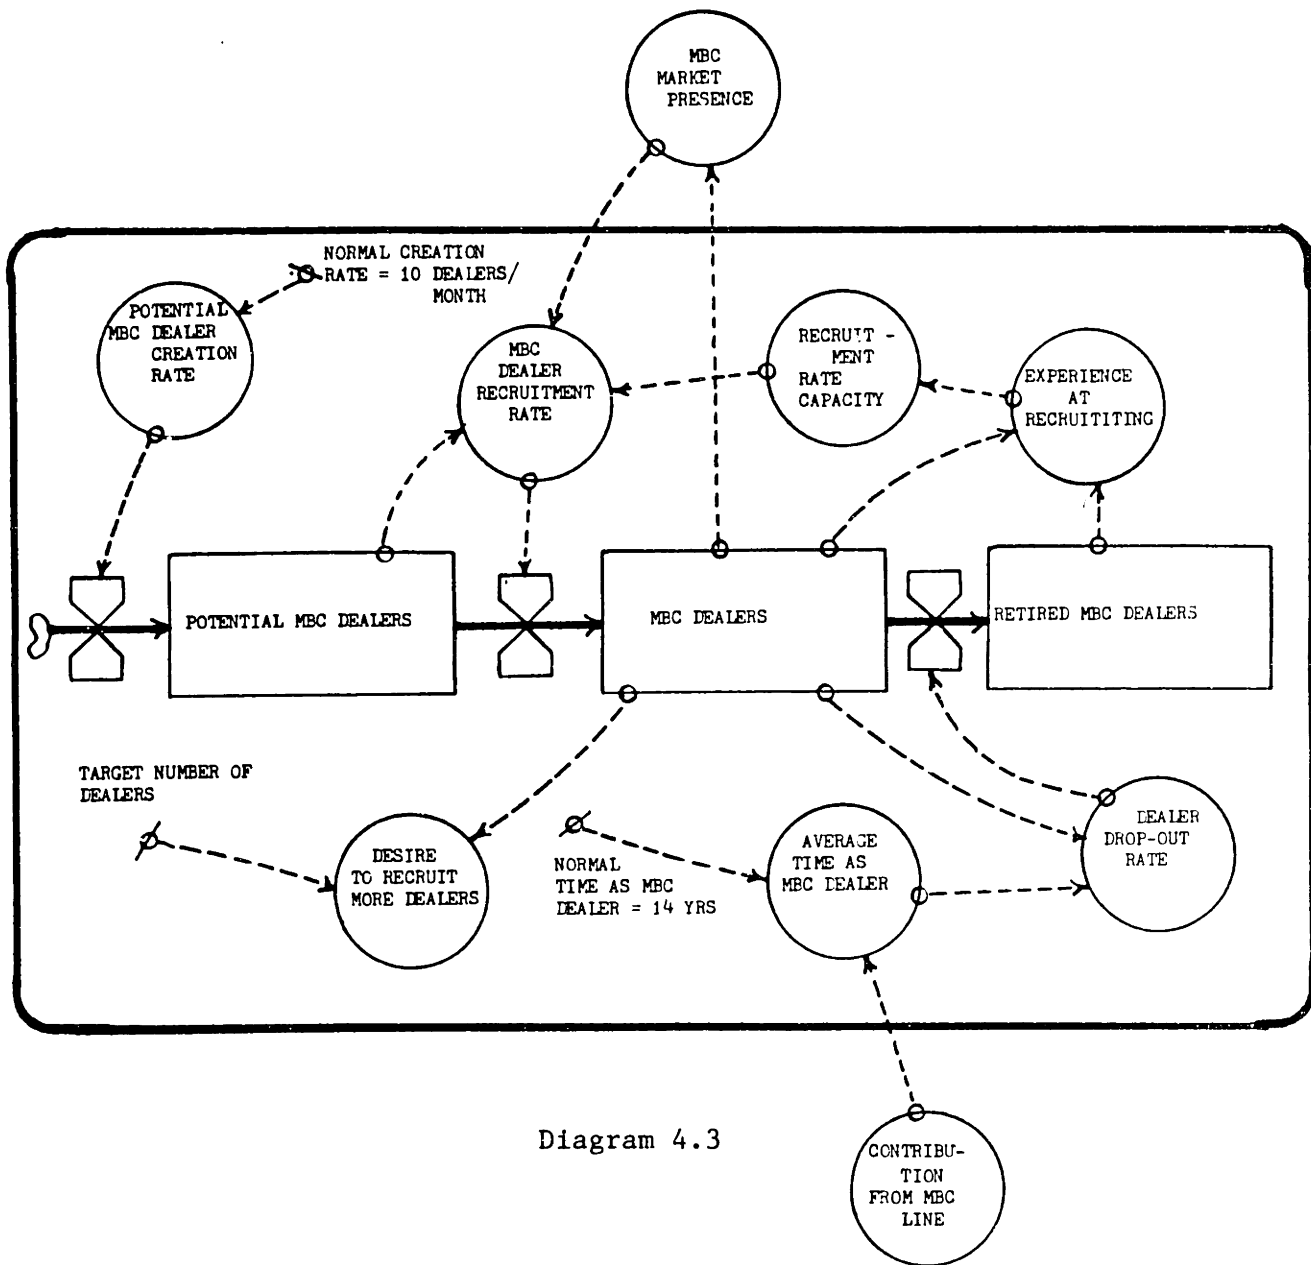 MBC
MARKET
PRESENCE
NORMAL CREATION
RATE = 10 DEALERS/
MONTH
POTENTIAL
MBC DEALER
CREATION
RATE
MBC
DEALER
RECRUITMENT
RATE
RECRUIT -
MENT
RATE
CAPACITY
EXPERIENCE
AT
RECRUITITING
POTENTIAL MBC DEALERS
MBC DEALERS
RETIRED MBC DEALERS
TARGET NUMBER OF
DEALERS
DESIRE
TO RECRUIT
MORE DEALERS
NORMAL
TIME AS MBC
DEALER = 14 YRS
AVERAGE
TIME AS
MBC DEALER
DEALER
DROP-OUT
RATE
Diagram 4.3
CONTRIBU-
TION
FROM MBC
LINE